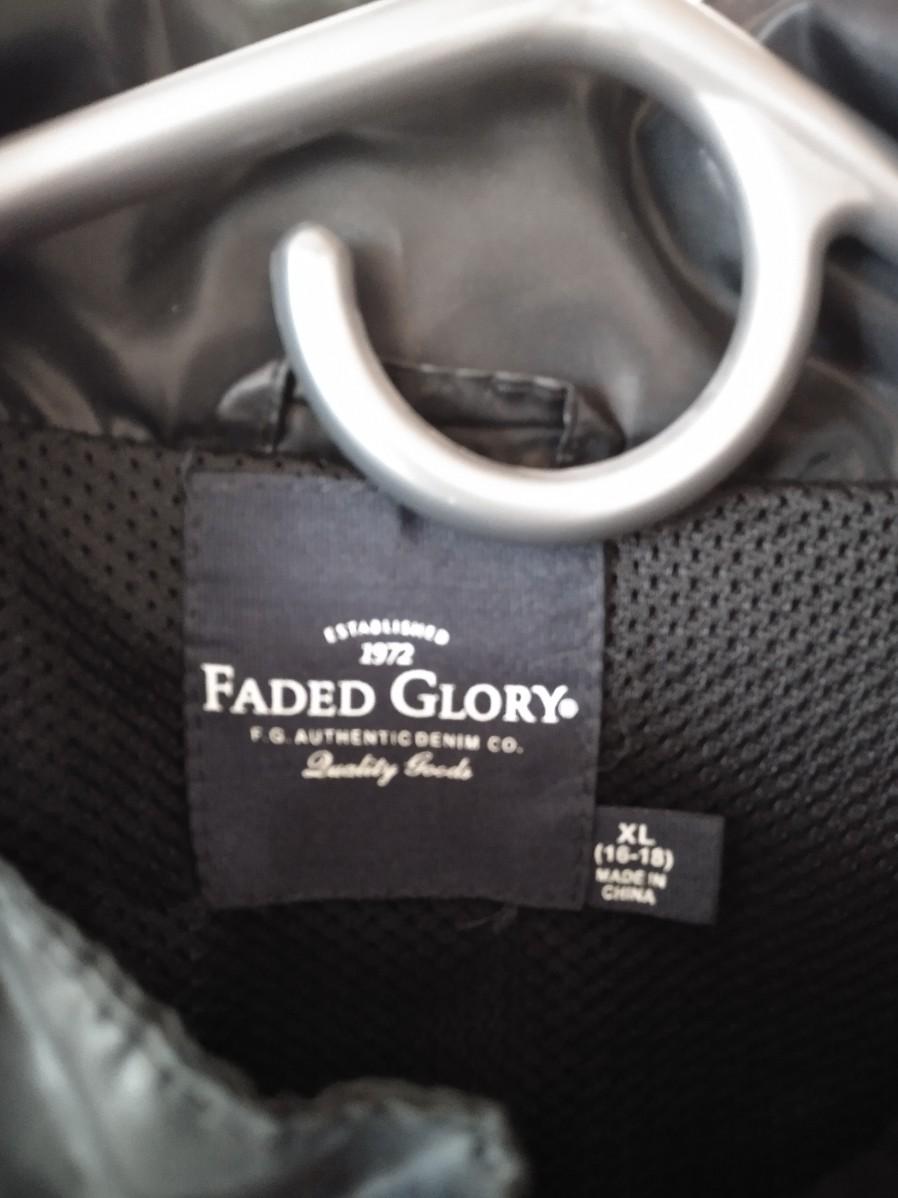 ESTABLISHED
1972
FADED GLORY®
F.G. AUTHENTIC DENIM CO.
Quality Goods
XL
(16-18)
MADE IN
CHINA